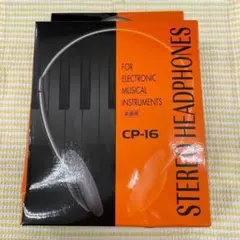 FOR
ELECTRONIC
MUSICAL
INSTRUMENTS
CP-16
STEREO HEADPHONES